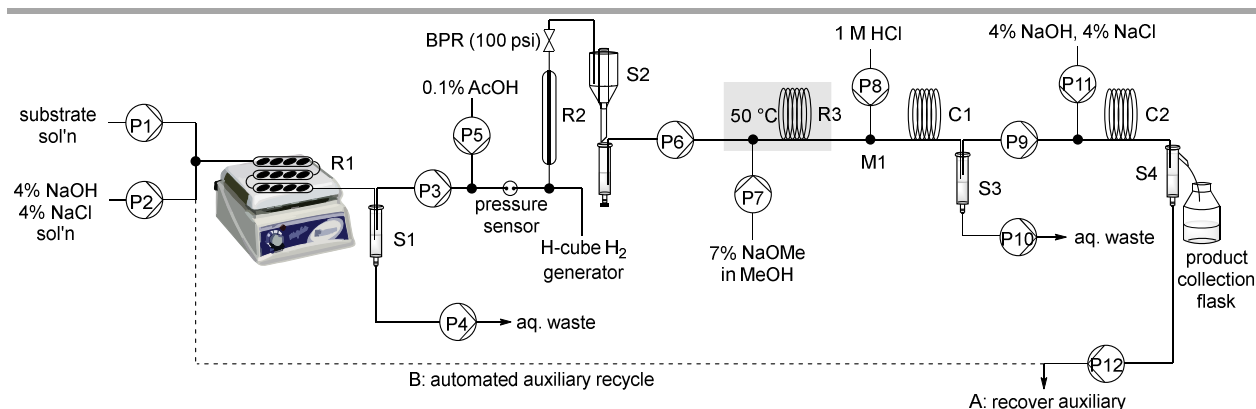 BPR (100 psi)
1 M HCl
4% NaOH, 4% NaCl
S2
0.1% AcOH
P8
P11
substrate
sol'n
P1
R2
50 °C
R3
C1
C2
P5
R1
P6
P9
M1
4% NaOH
4% NaCl
sol'n
P2
P3
pressure
sensor
P7
S3
S4
S1
H-cube H2
generator
7% NaOMe
in MeOH
P10
aq. waste
product
collection
flask
P4
aq. waste
P12
B: automated auxiliary recycle
A: recover auxiliary